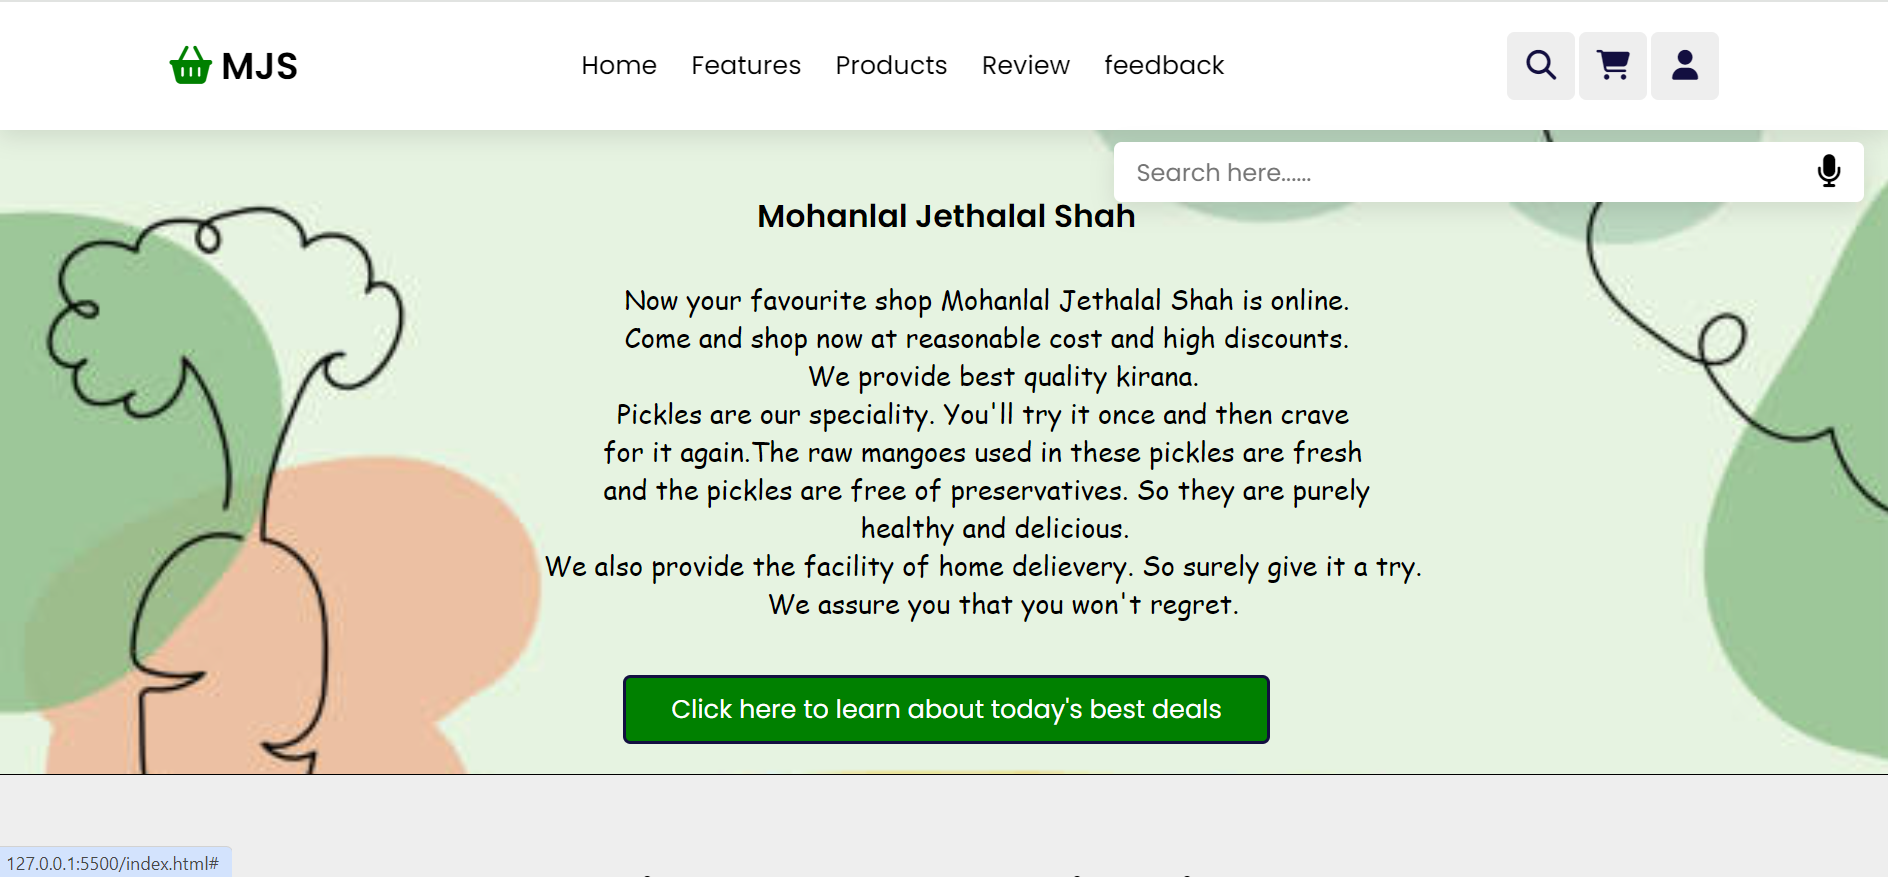 MJS
Home Features Products Review feedback
Search here......
Mohanlal Jethalal Shah
Now your favourite shop Mohanlal Jethalal Shah is online.
Come and shop now at reasonable cost and high discounts.
We provide best quality kirana.
Pickles are our speciality. You'll try it once and then crave
for it again.The raw mangoes used in these pickles are fresh
and the pickles are free of preservatives. So they are purely
healthy and delicious.
We also provide the facility of home delievery. So surely give it a try.
We assure you that you won't regret.
Click here to learn about today's best deals
127.0.0.1:5500/index.html#